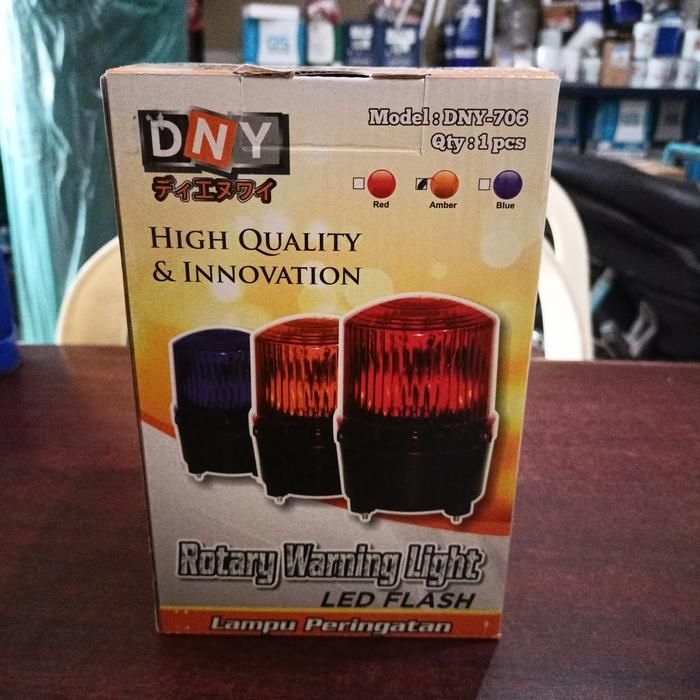 DNY
ディエヌワイ
Model : DNY-706
Qty : 1 pcs
Red
Amber
Blue
HIGH QUALITY
& INNOVATION
Rotary Warning Light
LED FLASH
Lampu Peringatan